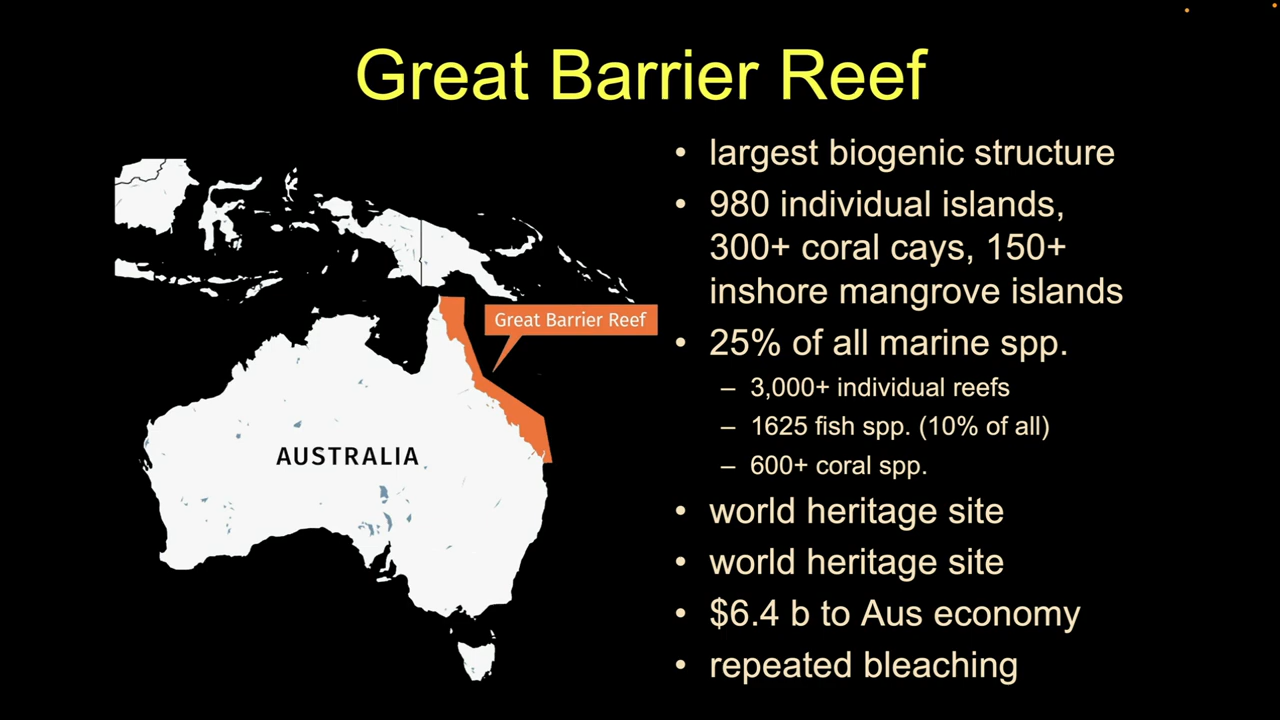 Great Barrier Reef
Great Barrier Reef
AUSTRALIA
• largest biogenic structure
• 980 individual islands,
300+ coral cays, 150+
inshore mangrove islands
• 25% of all marine spp.
– 3,000+ individual reefs
– 1625 fish spp. (10% of all)
– 600+ coral spp.
• world heritage site
• world heritage site
• $6.4 b to Aus economy
• repeated bleaching